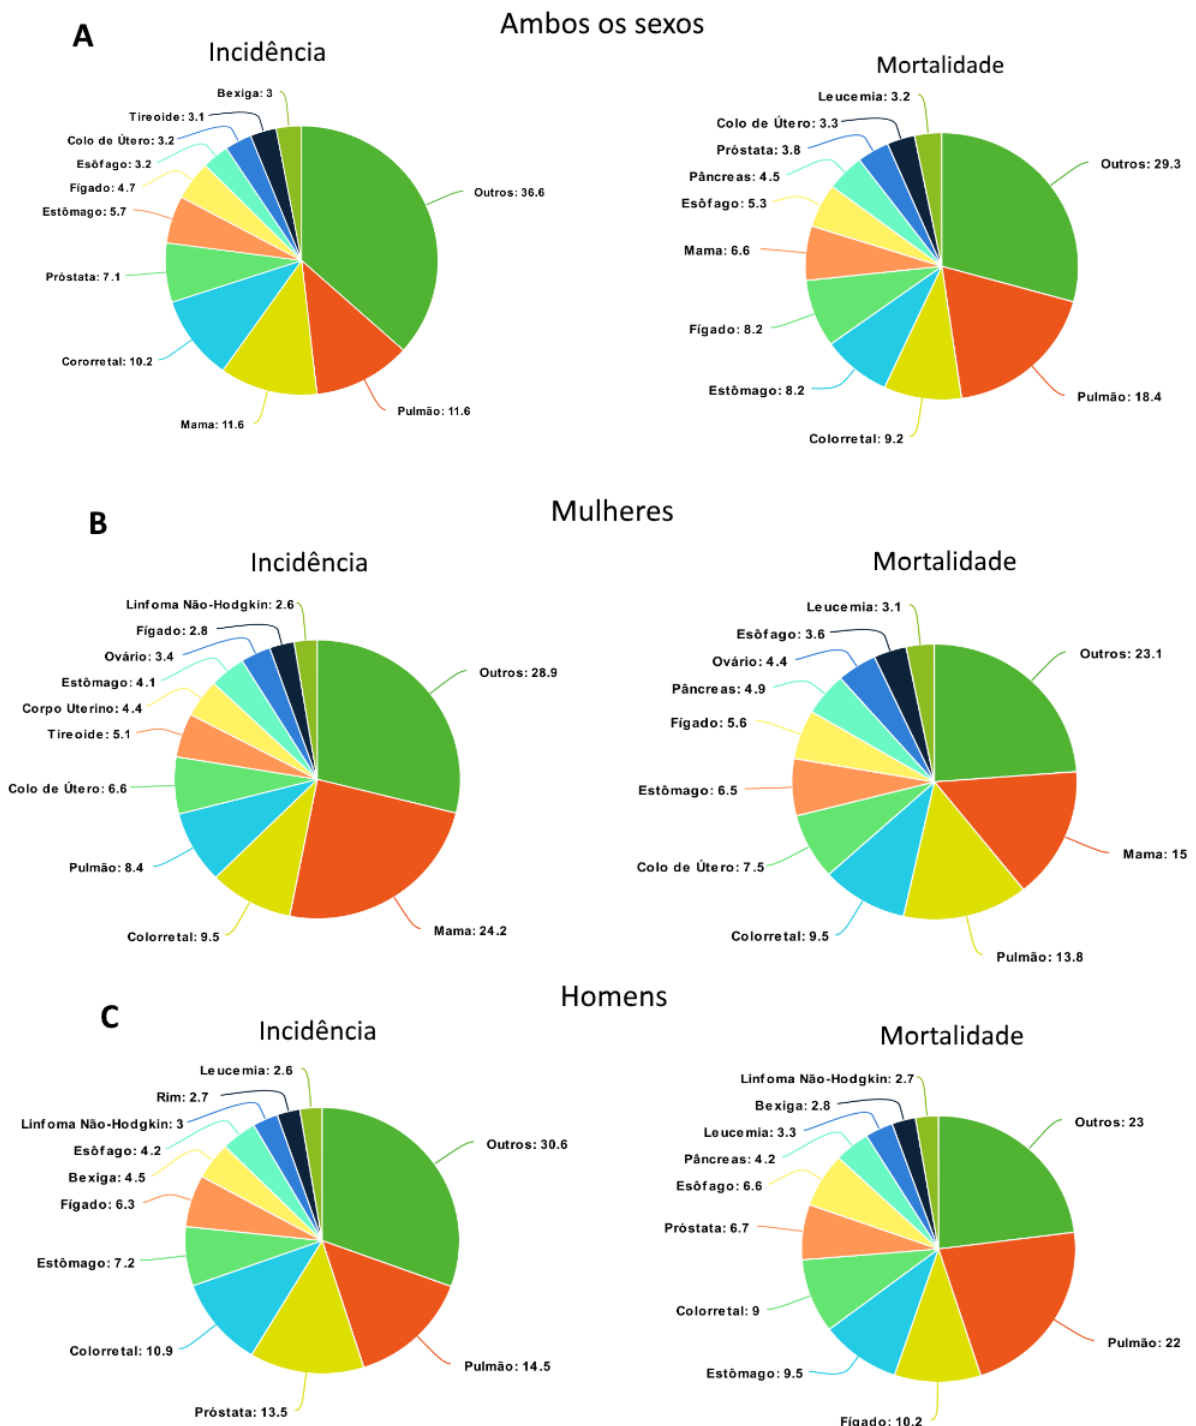 A
Ambos os sexos
Incidência
Bexiga: 3
Tireoide: 3.1
Colo de Útero: 3.2
Esôfago: 3.2
Fígado: 4.7
Estômago: 5.7
Próstata: 7.1
Cororretal: 10.2
Mama: 11.6
Pulmão: 11.6
Outros: 36.6
Mortalidade
Leucemia: 3.2
Colo de Útero: 3.3
Próstata: 3.8
Pâncreas: 4.5
Esôfago: 5.3
Mama: 6.6
Fígado: 8.2
Estômago: 8.2
Colorretal: 9.2
Pulmão: 18.4
Outros: 29.3
B
Mulheres
Incidência
Linfoma Não-Hodgkin: 2.6
Fígado: 2.8
Ovário: 3.4
Estômago: 4.1
Corpo Uterino: 4.4
Tireoide: 5.1
Colo de Útero: 6.6
Pulmão: 8.4
Colorretal: 9.5
Mama: 24.2
Outros: 28.9
Mortalidade
Leucemia: 3.1
Esôfago: 3.6
Ovário: 4.4
Pâncreas: 4.9
Fígado: 5.6
Estômago: 6.5
Colo de Útero: 7.5
Colorretal: 9.5
Pulmão: 13.8
Mama: 15
Outros: 23.1
C
Homens
Incidência
Leucemia: 2.6
Rim: 2.7
Linfoma Não-Hodgkin: 3
Esôfago: 4.2
Bexiga: 4.5
Fígado: 6.3
Estômago: 7.2
Colorretal: 10.9
Próstata: 13.5
Pulmão: 14.5
Outros: 30.6
Mortalidade
Linfoma Não-Hodgkin: 2.7
Bexiga: 2.8
Leucemia: 3.3
Pâncreas: 4.2
Esôfago: 6.6
Próstata: 6.7
Colorretal: 9
Estômago: 9.5
Fígado: 10.2
Pulmão: 22
Outros: 23